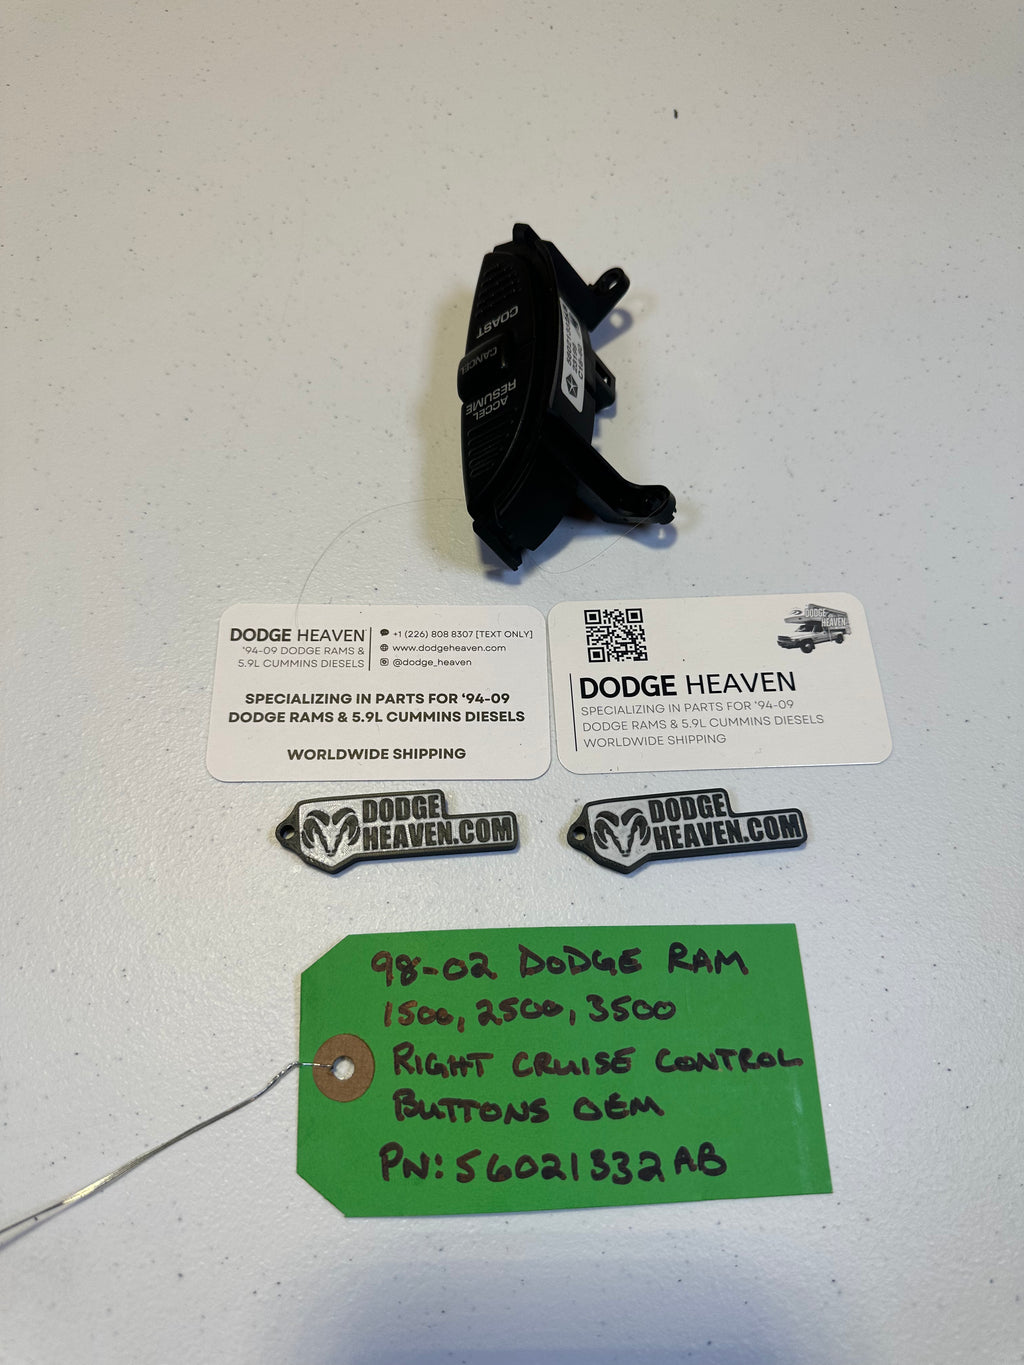 COAST
CANCEL
ACCEL
RESUME
DODGE HEAVEN
'94-09 DODGE RAMS &
5.9L CUMMINS DIESELS
+1 (226) 808 8307 [TEXT ONLY]
www.dodgeheaven.com
@dodge_heaven
SPECIALIZING IN PARTS FOR '94-09
DODGE RAMS & 5.9L CUMMINS DIESELS
WORLDWIDE SHIPPING
DODGE
HEAVEN
DODGE HEAVEN
SPECIALIZING IN PARTS FOR '94-09
DODGE RAMS & 5.9L CUMMINS DIESELS
WORLDWIDE SHIPPING
DODGE
HEAVEN.COM
DODGE
HEAVEN.COM
98-02 DODGE RAM
1500, 2500, 3500
RIGHT CRUISE CONTROL
BUTTONS OEM
PN: 56021332AB